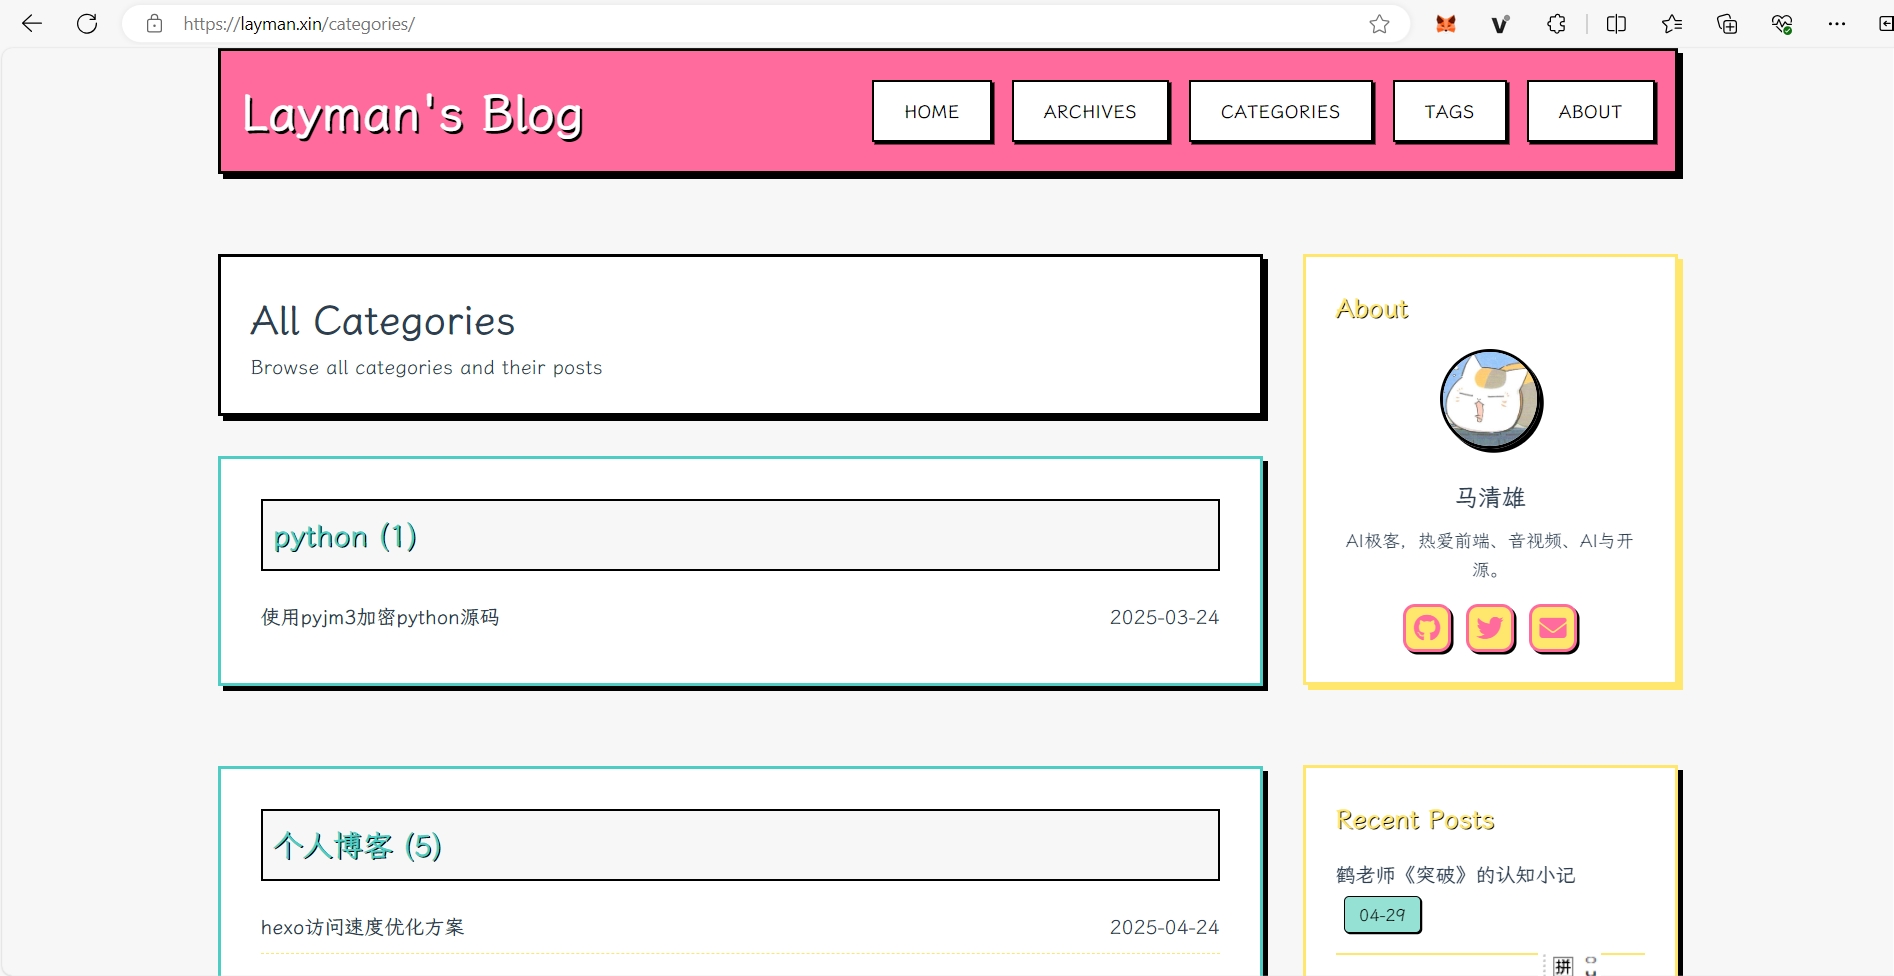 https://layman.xin/categories/
Layman's Blog
HOME
ARCHIVES
CATEGORIES
TAGS
ABOUT
All Categories
Browse all categories and their posts
python (1)
使用pyjm3加密python源码
2025-03-24
个人博客 (5)
hexo访问速度优化方案
2025-04-24
About
马清雄
AI极客，热爱前端、音视频、AI与开
源。
Recent Posts
鹤老师《突破》的认知小记
04-29
拼